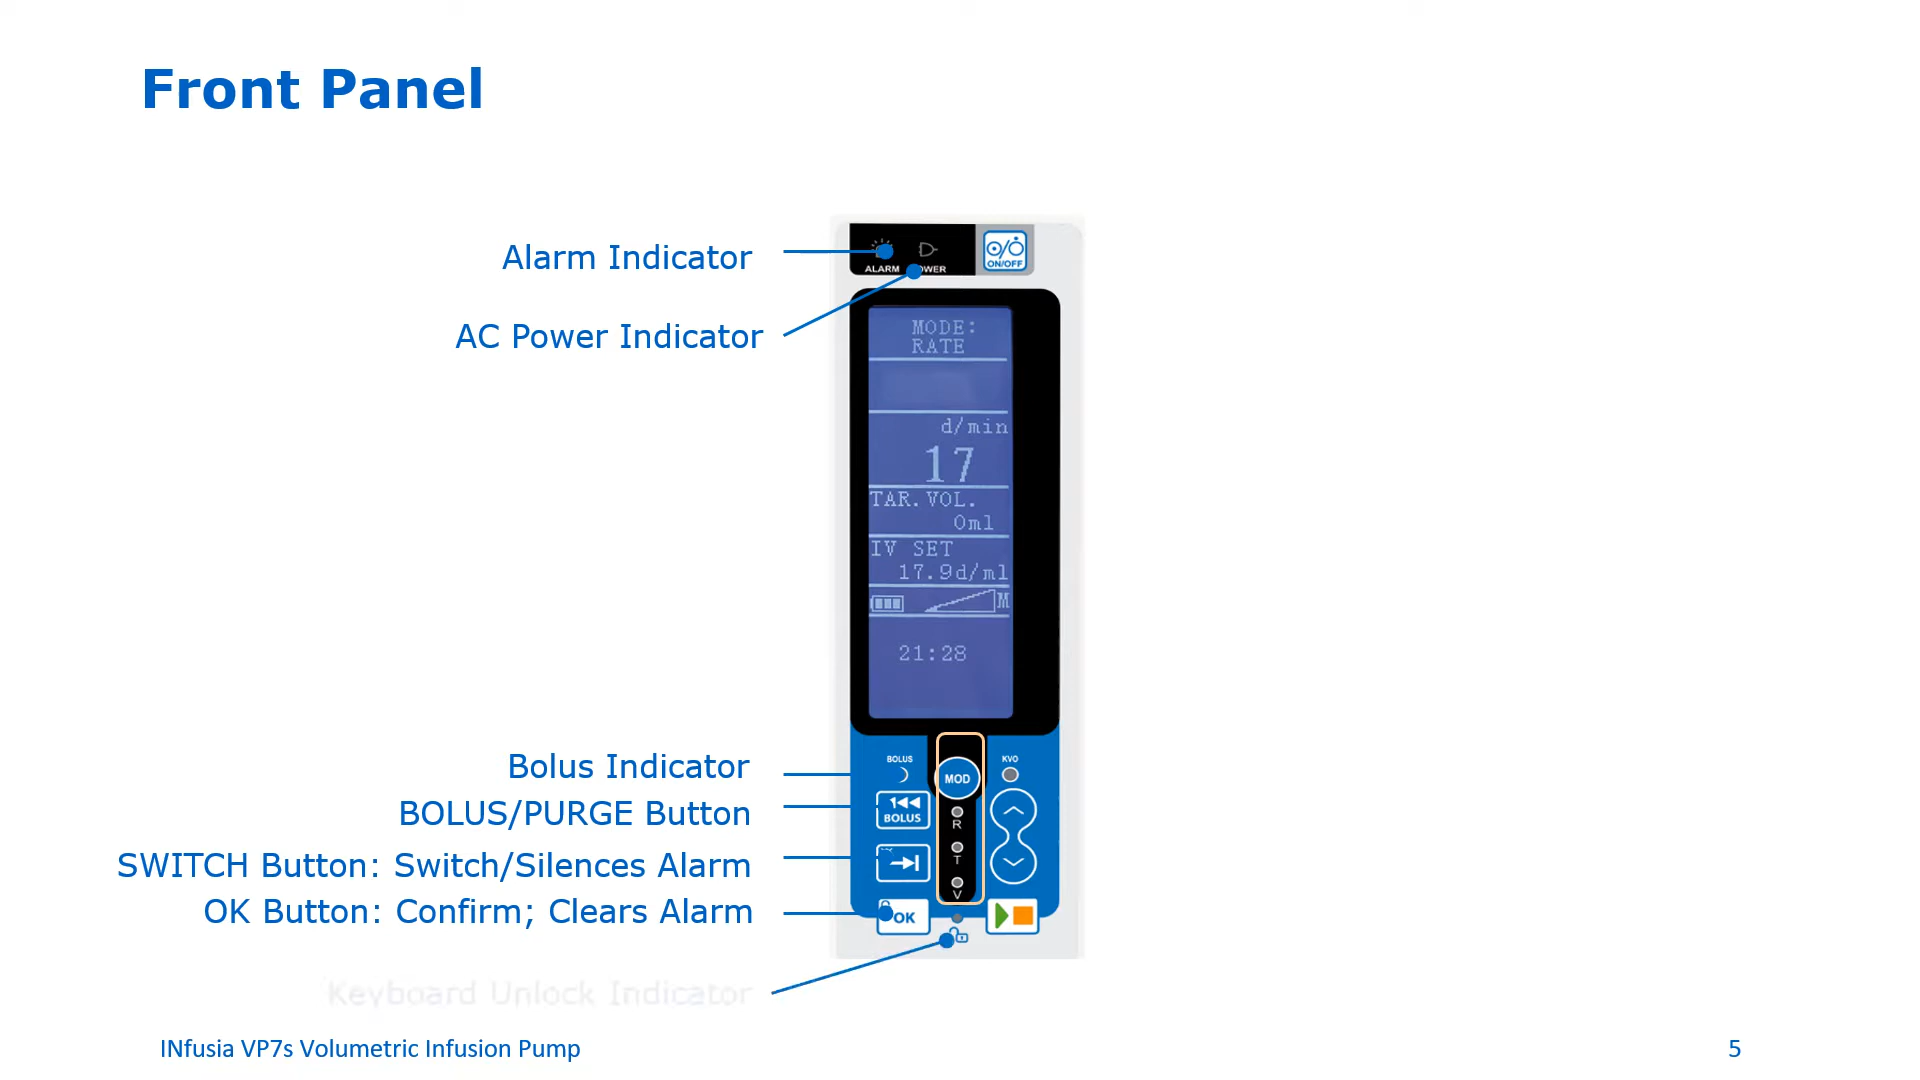 Front Panel
Alarm Indicator
AC Power Indicator
ALARM
ON/OFF
MODE:
RATE
d/min
17
TAR.VOL.
0ml
IV SET
17.9d/ml
M
21:28
Bolus Indicator
BOLUS/PURGE Button
SWITCH Button: Switch/Silences Alarm
OK Button: Confirm; Clears Alarm
Keyboard Unlock Indicator
BOLUS
MOD
KVO
1
BOLUS
R
T
V
OK
INfusia VP7s Volumetric Infusion Pump
5